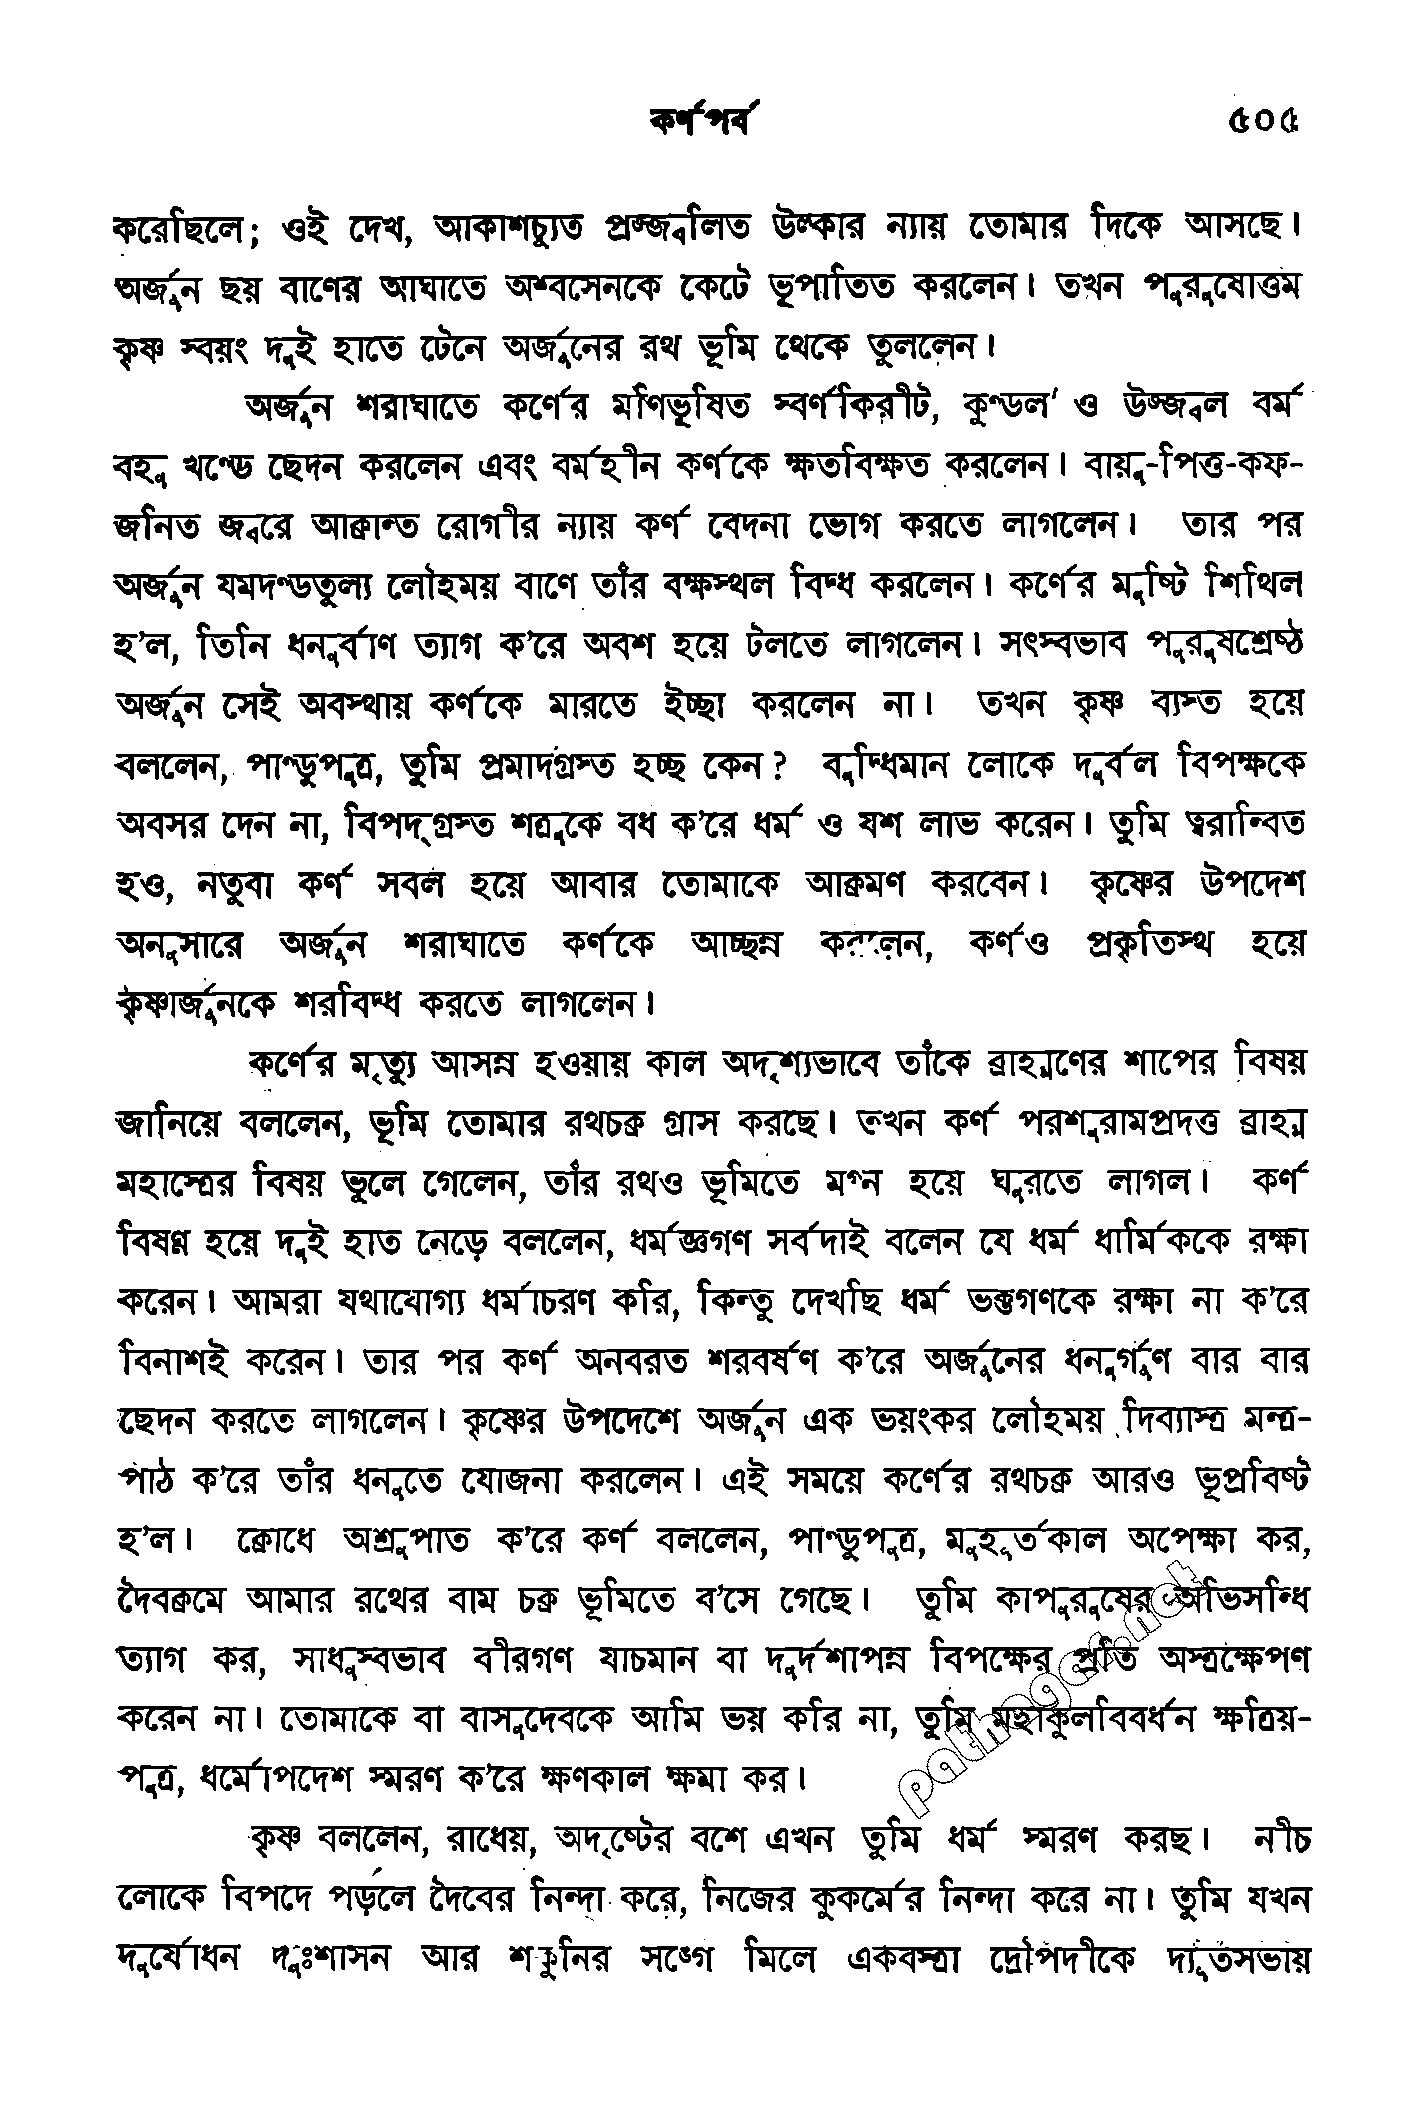 কর্ণপর্ব ৫০৫
করেছিলে; ওই দেখ, আকাশচ্যুত প্রজ্জ্বলিত উল্কার ন্যায় তোমার দিকে আসছে।
অর্জুন ছয় বাণের আঘাতে অশ্বসেনকে কেটে ভূপাতিত করলেন। তখন পুরুষোত্তম
কৃষ্ণ স্বয়ং দুই হাতে টেনে অর্জুনের রথ ভূমি থেকে তুললেন।
অর্জুন শরাঘাতে কর্ণের মণিভূষিত স্বর্ণকিরীট, কুণ্ডল ও উজ্জ্বল বর্ম
বহু খণ্ডে ছেদন করলেন এবং বর্মহীন কর্ণকে ক্ষতবিক্ষত করলেন। বায়ু-পিত্ত-কফ-
জনিত জ্বরে আক্রান্ত রোগীর ন্যায় কর্ণ বেদনা ভোগ করতে লাগলেন। তার পর
অর্জুন যমদণ্ডতুল্য লৌহময় বাণে তাঁর বক্ষস্থল বিদ্ধ করলেন। কর্ণের মুষ্টি শিথিল
হ’ল, তিনি ধনুর্বাণ ত্যাগ ক’রে অবশ হয়ে টলতে লাগলেন। সৎস্বভাব পুরুষশ্রেষ্ঠ
অর্জুন সেই অবস্থায় কর্ণকে মারতে ইচ্ছা করলেন না। তখন কৃষ্ণ ব্যস্ত হয়ে
বললেন, পাণ্ডুপুত্র, তুমি প্রমাদগ্রস্ত হচ্ছ কেন? বুদ্ধিমান লোকে দুর্বল বিপক্ষকে
অবসর দেন না, বিপদ্‌গ্রস্ত শত্রুকে বধ ক’রে ধর্ম ও যশ লাভ করেন। তুমি ত্বরান্বিত
হও, নতুবা কর্ণ সবল হয়ে আবার তোমাকে আক্রমণ করবেন। কৃষ্ণের উপদেশ
অনুসারে অর্জুন শরাঘাতে কর্ণকে আচ্ছন্ন করলেন, কর্ণও প্রকৃতিস্থ হয়ে
কৃষ্ণার্জুনকে শরবিদ্ধ করতে লাগলেন।
কর্ণের মৃত্যু আসন্ন হওয়ায় কাল অদৃশ্যভাবে তাঁকে ব্রাহ্মণের শাপের বিষয়
জানিয়ে বললেন, ভূমি তোমার রথচক্র গ্রাস করছে। তখন কর্ণ পরশুরামপ্রদত্ত ব্রাহ্ম
মহাস্ত্রের বিষয় ভুলে গেলেন, তাঁর রথও ভূমিতে মগ্ন হয়ে ঘুরতে লাগল। কর্ণ
বিষণ্ণ হয়ে দুই হাত নেড়ে বললেন, ধর্মজ্ঞগণ সর্বদাই বলেন যে ধর্ম ধার্মিককে রক্ষা
করেন। আমরা যথাযোগ্য ধর্মাচরণ করি, কিন্তু দেখছি ধর্ম ভক্তগণকে রক্ষা না ক’রে
বিনাশই করেন। তার পর কর্ণ অনবরত শরবর্ষণ ক’রে অর্জুনের ধনুর্গুণ বার বার
ছেদন করতে লাগলেন। কৃষ্ণের উপদেশে অর্জুন এক ভয়ংকর লৌহময় দিব্যাস্ত্র মন্ত্র-
পাঠ ক’রে তাঁর ধনুতে যোজনা করলেন। এই সময়ে কর্ণের রথচক্র আরও ভূপ্রবিষ্ট
হ’ল। ক্রোধে অশ্রুপাত ক’রে কর্ণ বললেন, পাণ্ডুপুত্র, মুহূর্তকাল অপেক্ষা কর,
দৈবক্রমে আমার রথের বাম চক্র ভূমিতে ব’সে গেছে। তুমি কাপুরুষের অভিসন্ধি
ত্যাগ কর, সাধুস্বভাব বীরগণ যাচমান বা দুর্দশাপন্ন বিপক্ষের প্রতি অস্ত্রক্ষেপণ
করেন না। তোমাকে বা বাসুদেবকে আমি ভয় করি না, তুমি মহাকুলবিবর্ধন ক্ষত্রিয়-
পুত্র, ধর্মোপদেশ স্মরণ ক’রে ক্ষণকাল ক্ষমা কর।
কৃষ্ণ বললেন, রাধেয়, অদৃষ্টের বশে এখন তুমি ধর্ম স্মরণ করছ। নীচ
লোকে বিপদে পড়লে দৈবের নিন্দা করে, নিজের কুকর্মের নিন্দা করে না। তুমি যখন
দুর্যোধন দুঃশাসন আর শকুনির সঙ্গে মিলে একবস্ত্রা দ্রৌপদীকে দ্যূতসভায়
pathagar.net